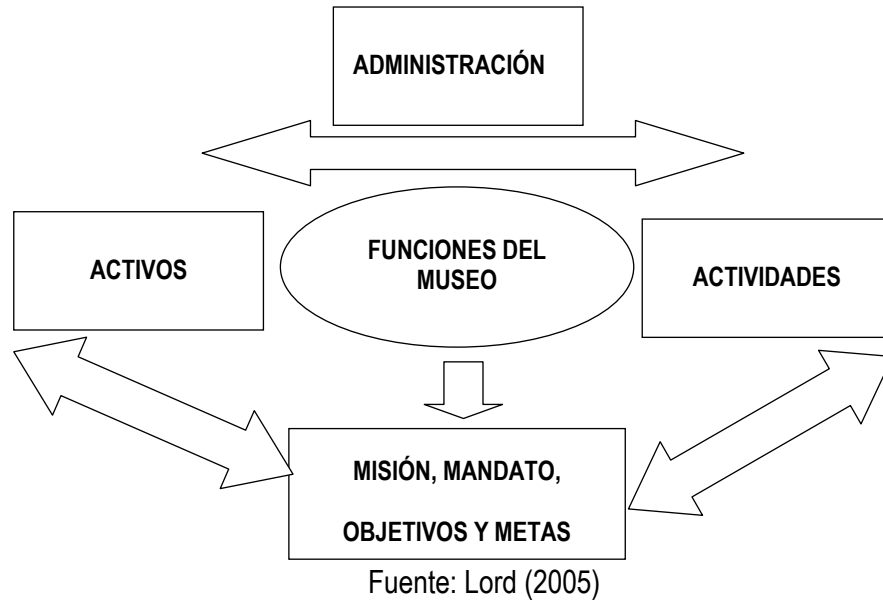 ADMINISTRACIÓN
FUNCIONES DEL
MUSEO
ACTIVOS
ACTIVIDADES
MISIÓN, MANDATO,
OBJETIVOS Y METAS
Fuente: Lord (2005)